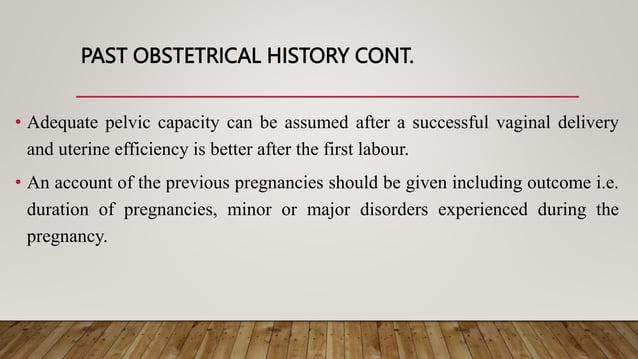 PAST OBSTETRICAL HISTORY CONT.
• Adequate pelvic capacity can be assumed after a successful vaginal delivery
and uterine efficiency is better after the first labour.
• An account of the previous pregnancies should be given including outcome i.e.
duration of pregnancies, minor or major disorders experienced during the
pregnancy.